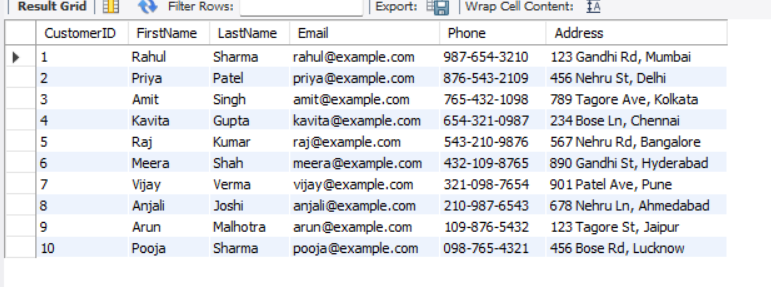 Result Grid Filter Rows: Export: Wrap Cell Content: IA
CustomerID FirstName LastName Email Phone Address
1 Rahul Sharma rahul@example.com 987-654-3210 123 Gandhi Rd, Mumbai
2 Priya Patel priya@example.com 876-543-2109 456 Nehru St, Delhi
3 Amit Singh amit@example.com 765-432-1098 789 Tagore Ave, Kolkata
4 Kavita Gupta kavita@example.com 654-321-0987 234 Bose Ln, Chennai
5 Raj Kumar raj@example.com 543-210-9876 567 Nehru Rd, Bangalore
6 Meera Shah meera@example.com 432-109-8765 890 Gandhi St, Hyderabad
7 Vijay Verma vijay@example.com 321-098-7654 901 Patel Ave, Pune
8 Anjali Joshi anjali@example.com 210-987-6543 678 Nehru Ln, Ahmedabad
9 Arun Malhotra arun@example.com 109-876-5432 123 Tagore St, Jaipur
10 Pooja Sharma pooja@example.com 098-765-4321 456 Bose Rd, Lucknow